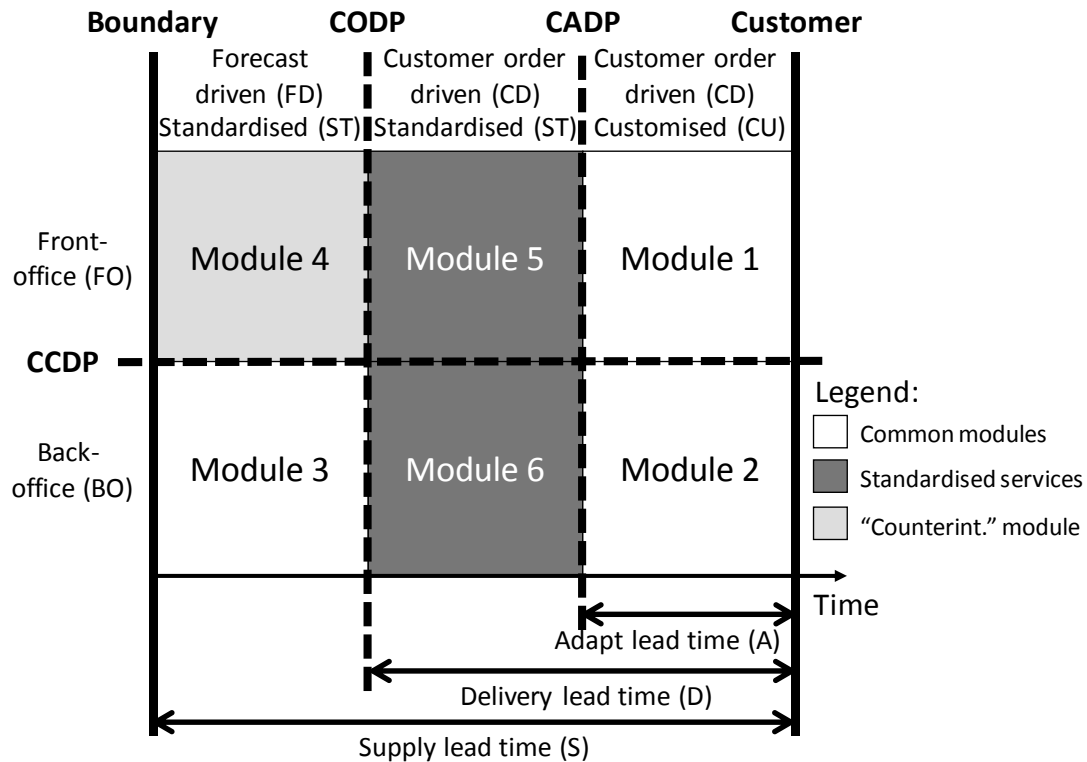 Boundary CODP CADP Customer
Forecast
driven (FD)
Standardised (ST)
Customer order
driven (CD)
Standardised (ST)
Customer order
driven (CD)
Customised (CU)
Front-
office (FO)
Module 4
Module 5
Module 1
CCDP
Back-
office (BO)
Module 3
Module 6
Module 2
Legend:
Common modules
Standardised services
“Counterint.” module
Time
Adapt lead time (A)
Delivery lead time (D)
Supply lead time (S)